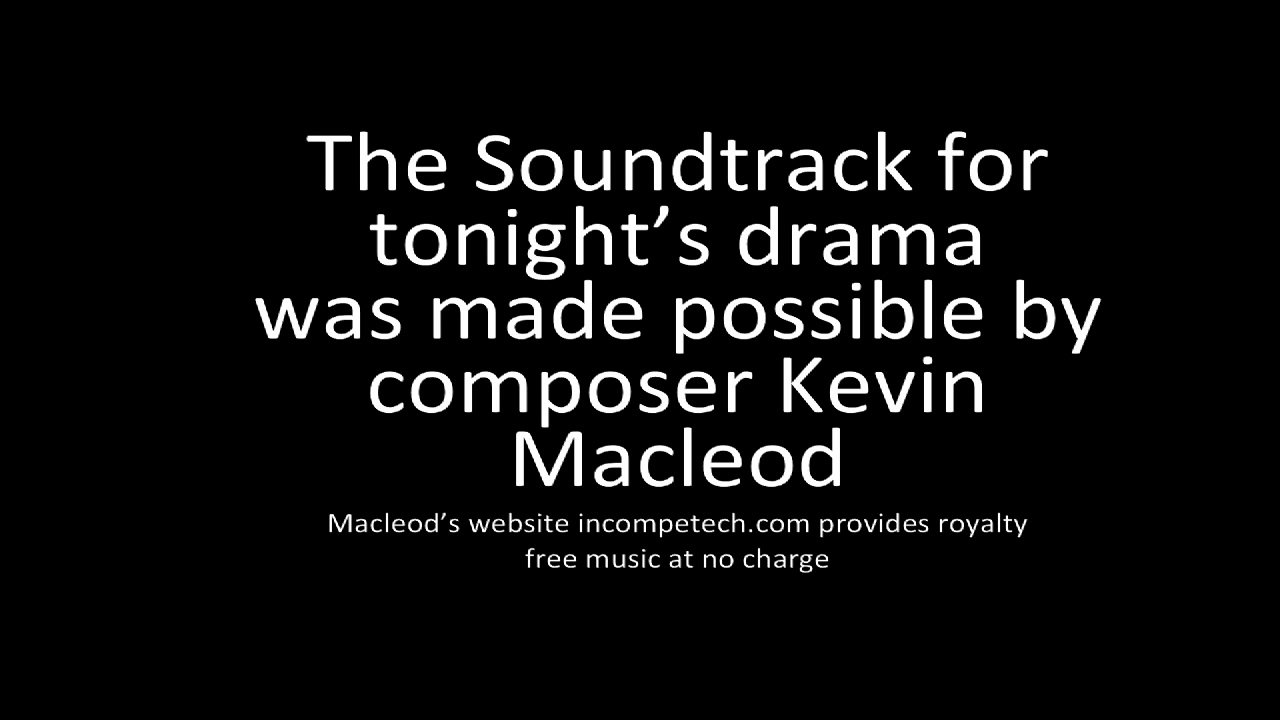 The Soundtrack for
tonight’s drama
was made possible by
composer Kevin
Macleod
Macleod’s website incompetech.com provides royalty
free music at no charge